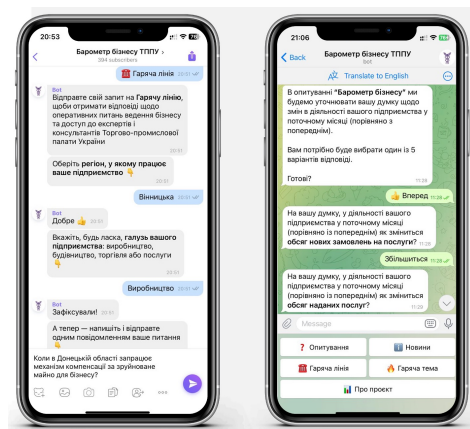 20:53
Барометр бізнесу ТППУ >
394 subscribers
Гаряча лінія 20:51
Bot
Відправте свій запит на Гарячу лінію,
щоби отримати відповіді щодо
оперативних питань ведення бізнесу
та доступ до експертів і
консультантів Торгово-промислової
палати України
20:51
Оберіть регіон, у якому працює
ваше підприємство 👇
20:51
Вінницька 20:51
Bot
Добре 👍 20:51
Вкажіть, будь ласка, галузь вашого
підприємства: виробництво,
будівництво, торгівля або послуги
👇
20:51
Виробництво 20:51
Bot
Зафіксували! 20:51
А тепер — напишіть і відправте
одним повідомленням ваше питання
👇
Коли в Донецькій області запрацює
механізм компенсації за зруйноване
майно для бізнесу?
21:06
Back
Барометр бізнесу ТППУ
bot
Translate to English
В опитуванні "Барометр бізнесу" ми
будемо уточнювати вашу думку щодо
змін в діяльності вашого підприємства у
поточному місяці (порівняно з
попереднім).
Вам потрібно буде вибрати один із 5
варіантів відповіді.
Готові? 11:28
👍 Вперед 11:28
На вашу думку, у діяльності вашого
підприємства у поточному місяці
(порівняно із попереднім) як зміниться
обсяг нових замовлень на послуги? 11:28
Збільшиться 11:28
На вашу думку, у діяльності вашого
підприємства у поточному місяці
(порівняно із попереднім) як зміниться
обсяг наданих послуг? 11:28
Message
❓ Опитування
ℹ️ Новини
☎️ Гаряча лінія
🔥 Гаряча тема
📊 Про проєкт